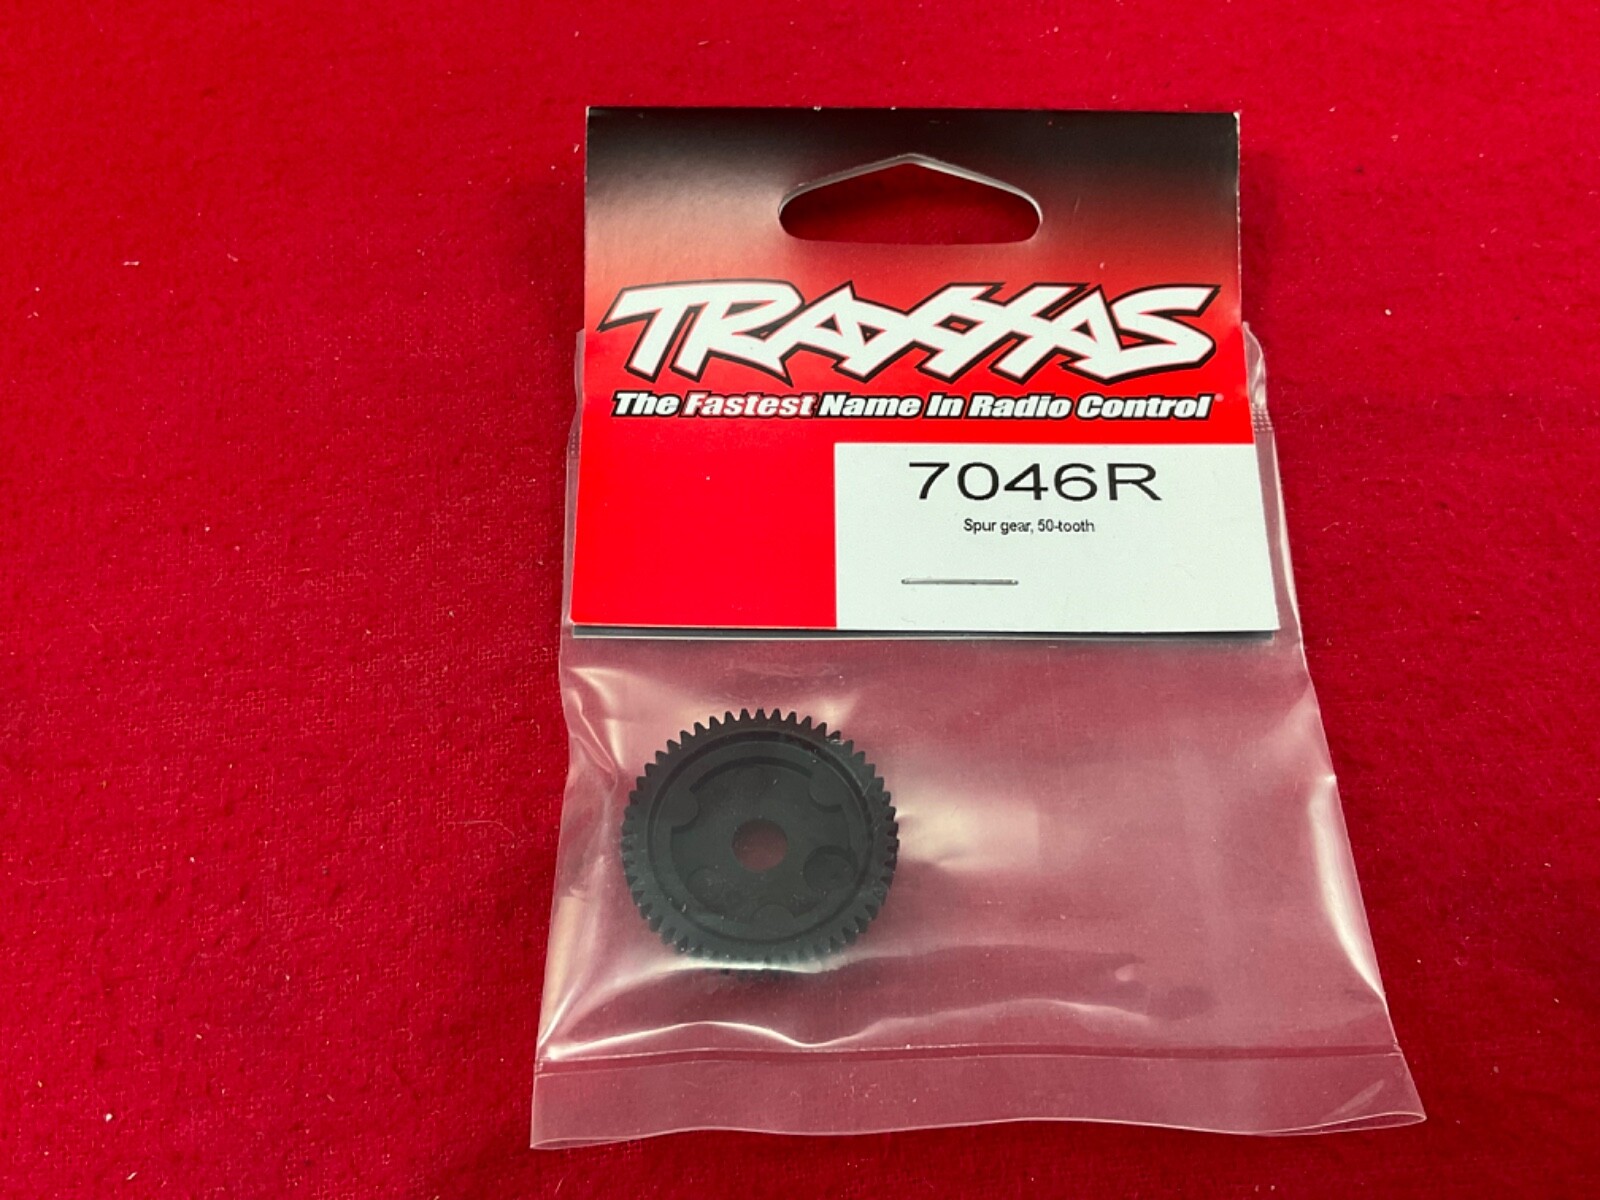 TRAXXAS
The Fastest Name In Radio Control
7046R
Spur gear, 50-tooth